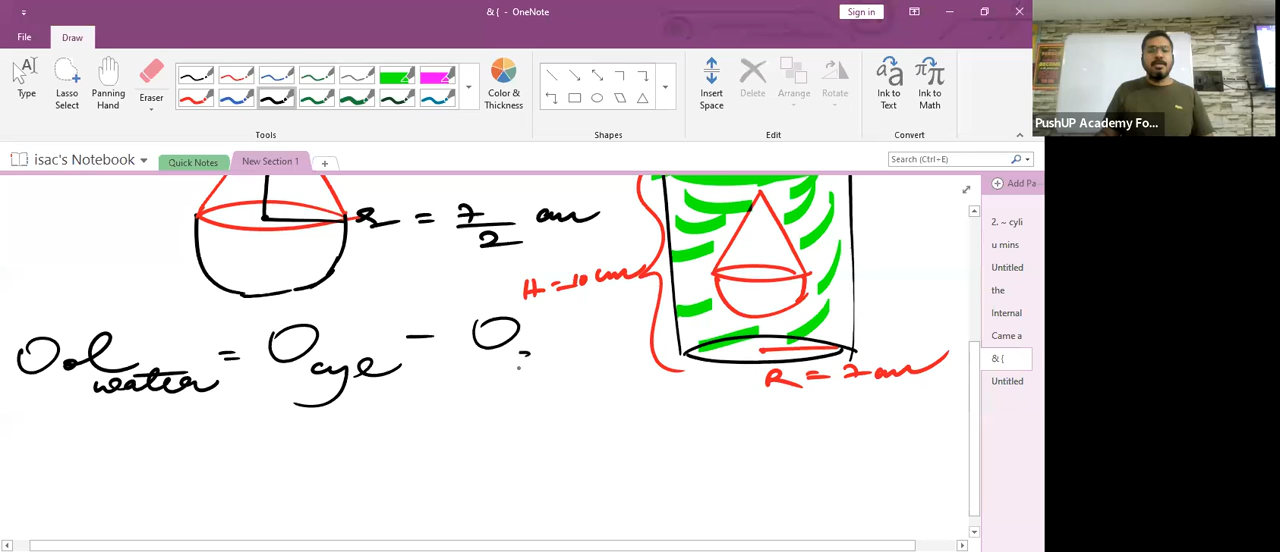 & { - OneNote
Sign in
File
Draw
Type
Lasso Select
Panning Hand
Eraser
Color & Thickness
Insert Space
Delete
Arrange
Rotate
Ink to Text
Ink to Math
Tools
Shapes
Edit
Convert
isac's Notebook
Quick Notes
New Section 1
Search (Ctrl+E)
PushUP Academy Fo...
Add Pa
2. ~ cyli
u mins
Untitled
the
Internal
Came a
& {
Untitled
r = 7/2 cm
H = 10 cm
R = 7 cm
Vol water = V cye - V